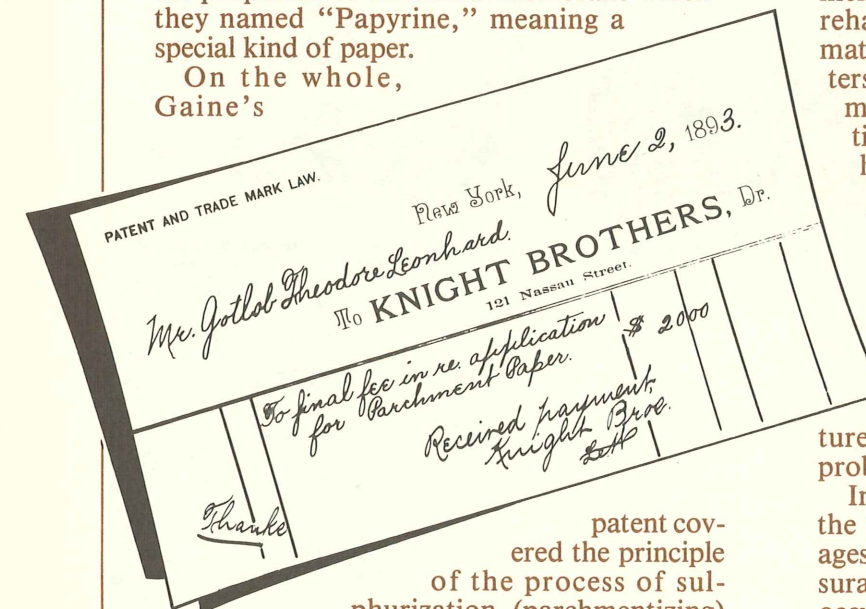 they named “Papyrine,” meaning a
special kind of paper.
On the whole,
Gaine’s
PATENT AND TRADE MARK LAW.
New York, June 2, 1893.
Mr. Gotlob Theodore Leonhard.
To KNIGHT BROTHERS, Dr.
121 Nassau Street.
To final fee in re. application $ 2000
for Parchment Paper.
Received payment,
Knight Bros.
Thanks
patent cov-
ered the principle
of the process of sul-
phurization (parchmentizing)
reha
mat
ters
m
ti
h
ture
prob
In
the
ages
sura